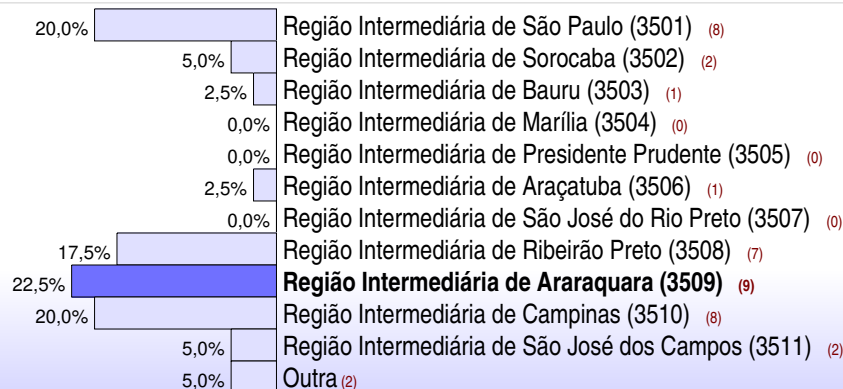 20,0% Região Intermediária de São Paulo (3501) (8)
5,0% Região Intermediária de Sorocaba (3502) (2)
2,5% Região Intermediária de Bauru (3503) (1)
0,0% Região Intermediária de Marília (3504) (0)
0,0% Região Intermediária de Presidente Prudente (3505) (0)
2,5% Região Intermediária de Araçatuba (3506) (1)
0,0% Região Intermediária de São José do Rio Preto (3507) (0)
17,5% Região Intermediária de Ribeirão Preto (3508) (7)
22,5% Região Intermediária de Araraquara (3509) (9)
20,0% Região Intermediária de Campinas (3510) (8)
5,0% Região Intermediária de São José dos Campos (3511) (2)
5,0% Outra (2)